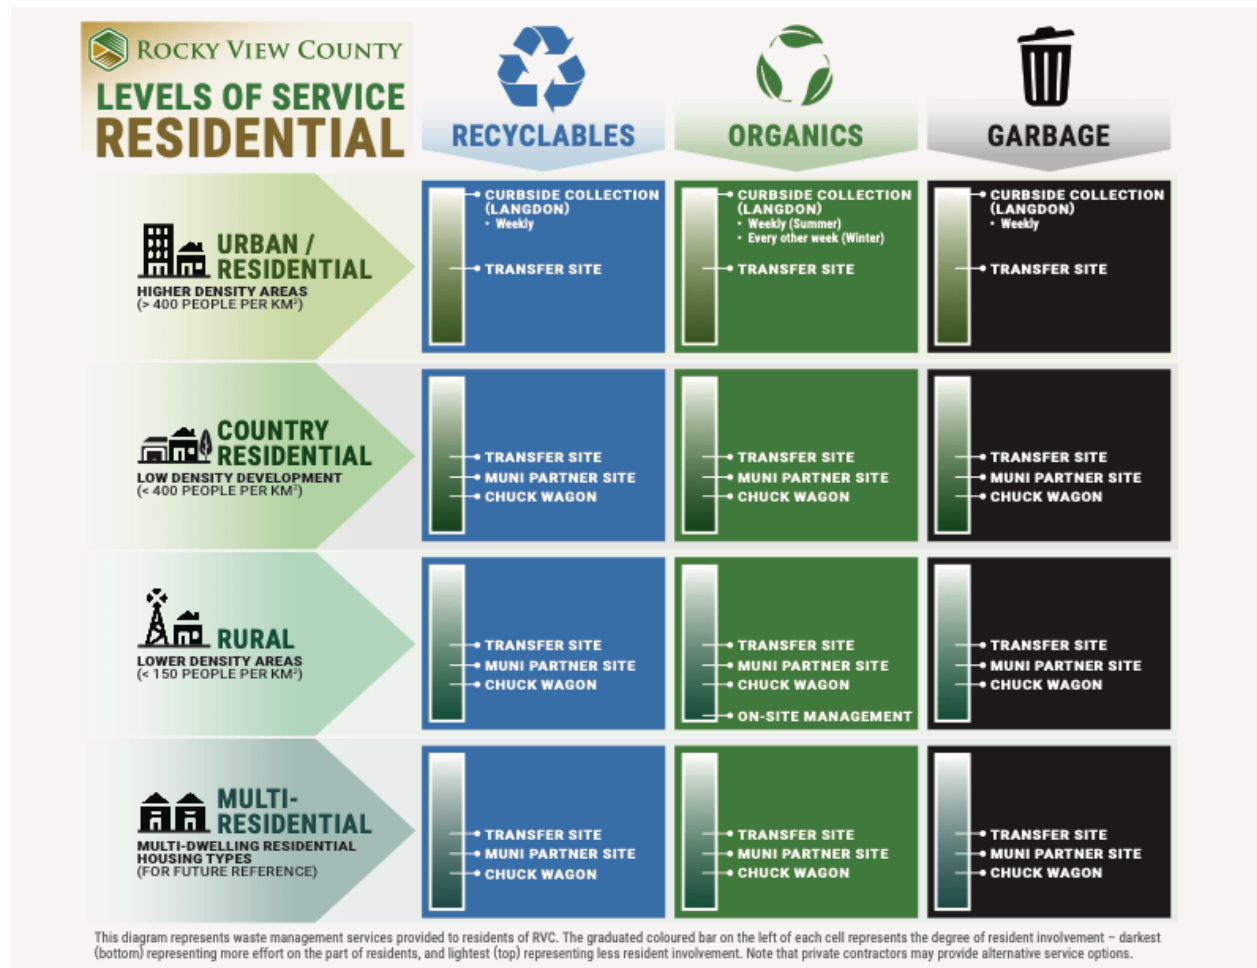 ROCKY VIEW COUNTY
LEVELS OF SERVICE
RESIDENTIAL
RECYCLABLES
ORGANICS
GARBAGE
URBAN /
RESIDENTIAL
HIGHER DENSITY AREAS
(> 400 PEOPLE PER KM²)
CURBSIDE COLLECTION
(LANGDON)
• Weekly
TRANSFER SITE
CURBSIDE COLLECTION
(LANGDON)
• Weekly (Summer)
• Every other week (Winter)
TRANSFER SITE
CURBSIDE COLLECTION
(LANGDON)
• Weekly
TRANSFER SITE
COUNTRY
RESIDENTIAL
LOW DENSITY DEVELOPMENT
(< 400 PEOPLE PER KM²)
TRANSFER SITE
MUNI PARTNER SITE
CHUCK WAGON
TRANSFER SITE
MUNI PARTNER SITE
CHUCK WAGON
TRANSFER SITE
MUNI PARTNER SITE
CHUCK WAGON
RURAL
LOWER DENSITY AREAS
(< 150 PEOPLE PER KM²)
TRANSFER SITE
MUNI PARTNER SITE
CHUCK WAGON
TRANSFER SITE
MUNI PARTNER SITE
CHUCK WAGON
ON-SITE MANAGEMENT
TRANSFER SITE
MUNI PARTNER SITE
CHUCK WAGON
MULTI-
RESIDENTIAL
MULTI-DWELLING RESIDENTIAL
HOUSING TYPES
(FOR FUTURE REFERENCE)
TRANSFER SITE
MUNI PARTNER SITE
CHUCK WAGON
TRANSFER SITE
MUNI PARTNER SITE
CHUCK WAGON
TRANSFER SITE
MUNI PARTNER SITE
CHUCK WAGON
This diagram represents waste management services provided to residents of RVC. The graduated coloured bar on the left of each cell represents the degree of resident involvement – darkest
(bottom) representing more effort on the part of residents, and lightest (top) representing less resident involvement. Note that private contractors may provide alternative service options.